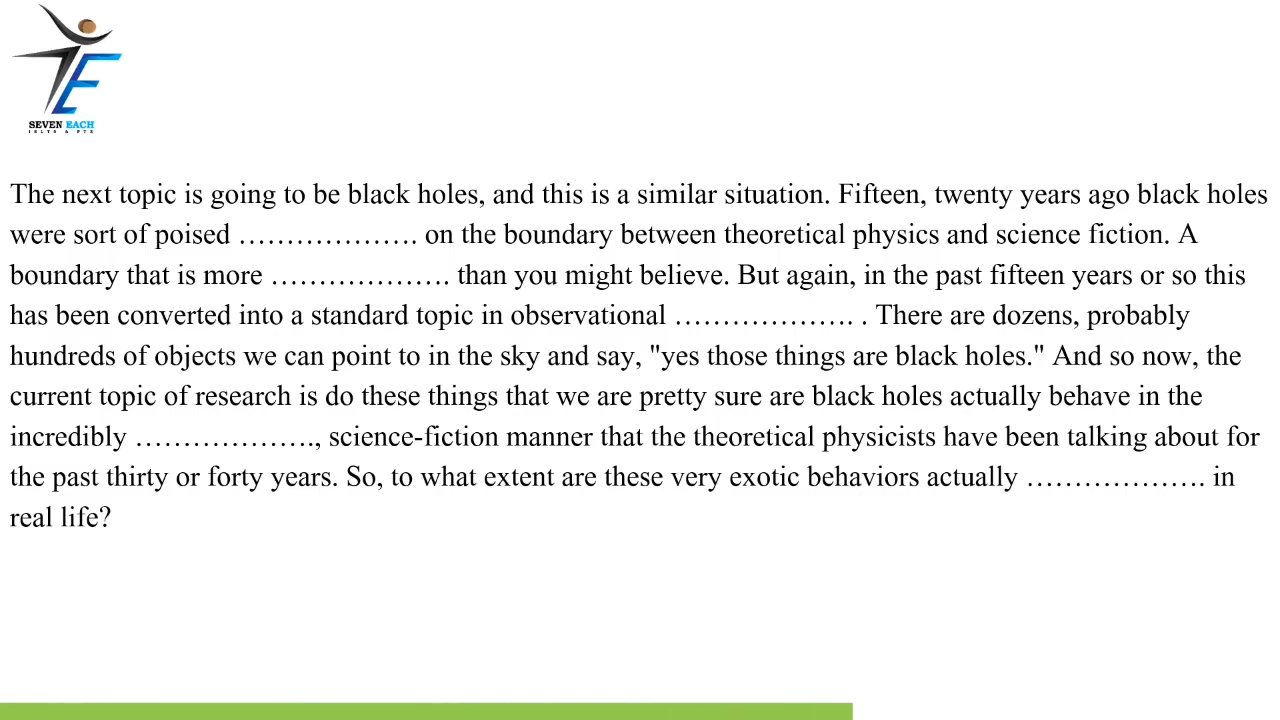 SEVEN EACH
IELTS & PTE
The next topic is going to be black holes, and this is a similar situation. Fifteen, twenty years ago black holes
were sort of poised ………………. on the boundary between theoretical physics and science fiction. A
boundary that is more ………………. than you might believe. But again, in the past fifteen years or so this
has been converted into a standard topic in observational ………………. . There are dozens, probably
hundreds of objects we can point to in the sky and say, "yes those things are black holes." And so now, the
current topic of research is do these things that we are pretty sure are black holes actually behave in the
incredibly ………………., science-fiction manner that the theoretical physicists have been talking about for
the past thirty or forty years. So, to what extent are these very exotic behaviors actually ………………. in
real life?